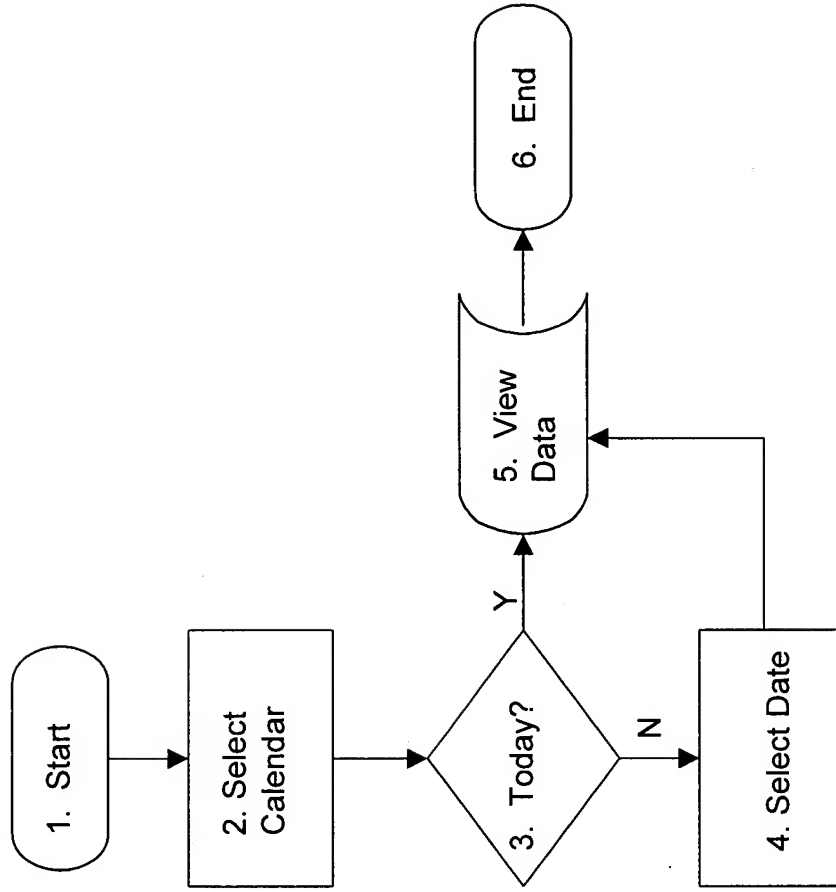 1. Start
2. Select
Calendar
3. Today?
Y
N
4. Select Date
5. View
Data
6. End